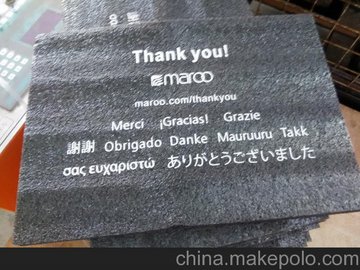 Thank you!
maroo
maroo.com/thankyou
Merci ¡Gracias! Grazie
謝謝 Obrigado Danke Mauruuru Takk
σας ευχαριστώ ありがとうございました
china.makepolo.com